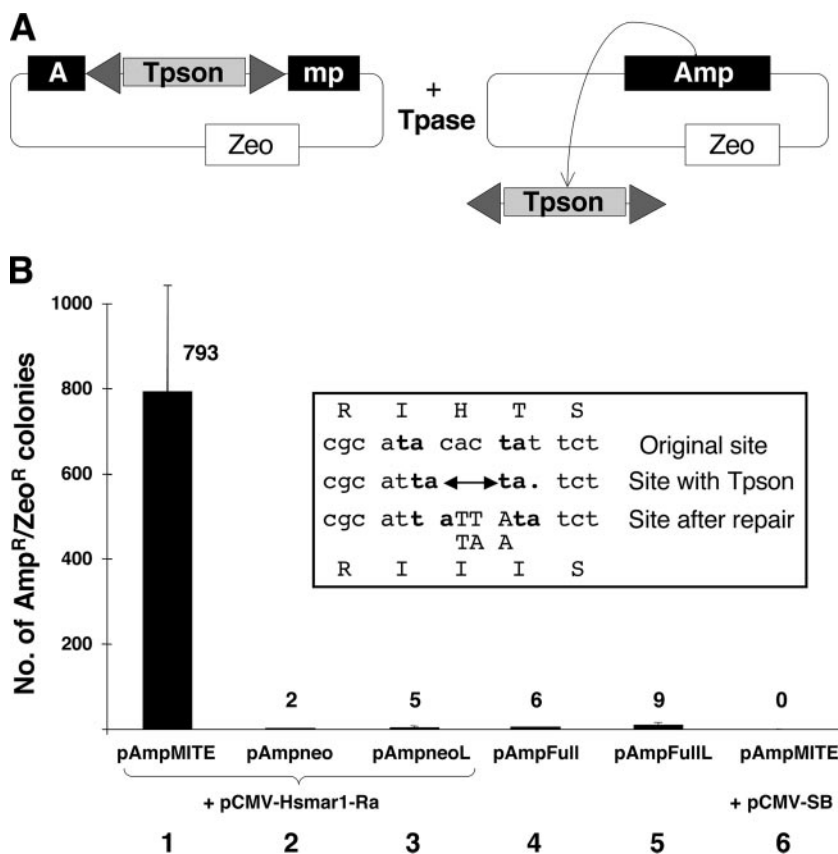 A
A Tpson mp
Zeo
+
Tpase
Amp
Zeo
Tpson
B
No. of Amp^R/Zeo^R colonies
1000
800
600
400
200
793
2
5
6
9
0
R I H T S
cgc ata cac tat tct Original site
cgc atta ta. tct Site with Tpson
cgc att aTT Ata tct Site after repair
TA A
R I I I S
pAmpMITE pAmpneo pAmpneoL pAmpFull pAmpFullL pAmpMITE
+ pCMV-Hsmar1-Ra + pCMV-SB
1 2 3 4 5 6